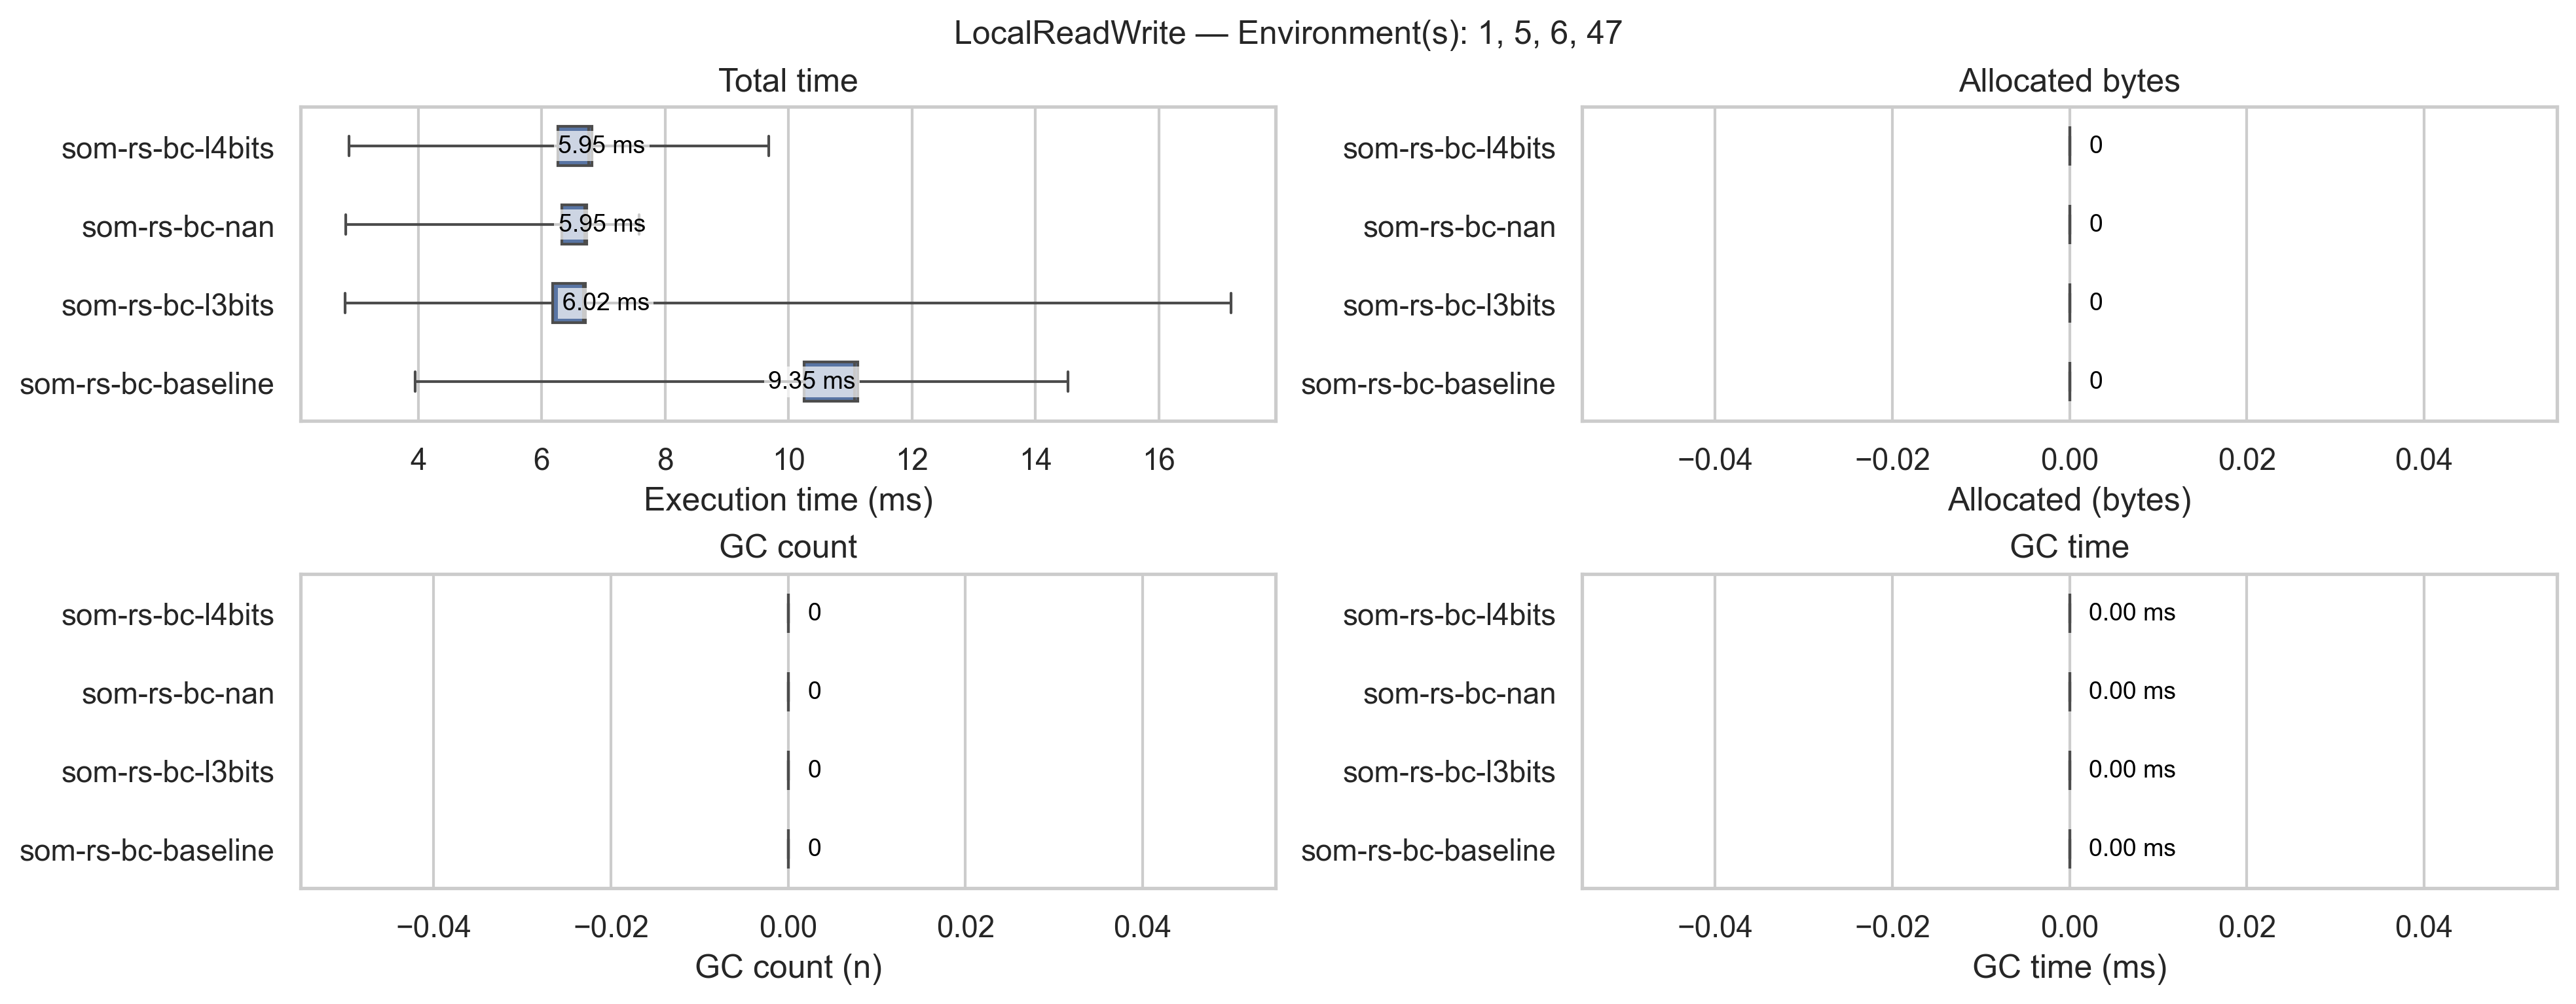 LocalReadWrite — Environment(s): 1, 5, 6, 47
Total time
som-rs-bc-l4bits
5.95 ms
som-rs-bc-nan
5.95 ms
som-rs-bc-l3bits
6.02 ms
som-rs-bc-baseline
9.35 ms
4 6 8 10 12 14 16
Execution time (ms)
Allocated bytes
som-rs-bc-l4bits
0
som-rs-bc-nan
0
som-rs-bc-l3bits
0
som-rs-bc-baseline
0
−0.04 −0.02 0.00 0.02 0.04
Allocated (bytes)
GC count
som-rs-bc-l4bits
0
som-rs-bc-nan
0
som-rs-bc-l3bits
0
som-rs-bc-baseline
0
−0.04 −0.02 0.00 0.02 0.04
GC count (n)
GC time
som-rs-bc-l4bits
0.00 ms
som-rs-bc-nan
0.00 ms
som-rs-bc-l3bits
0.00 ms
som-rs-bc-baseline
0.00 ms
−0.04 −0.02 0.00 0.02 0.04
GC time (ms)